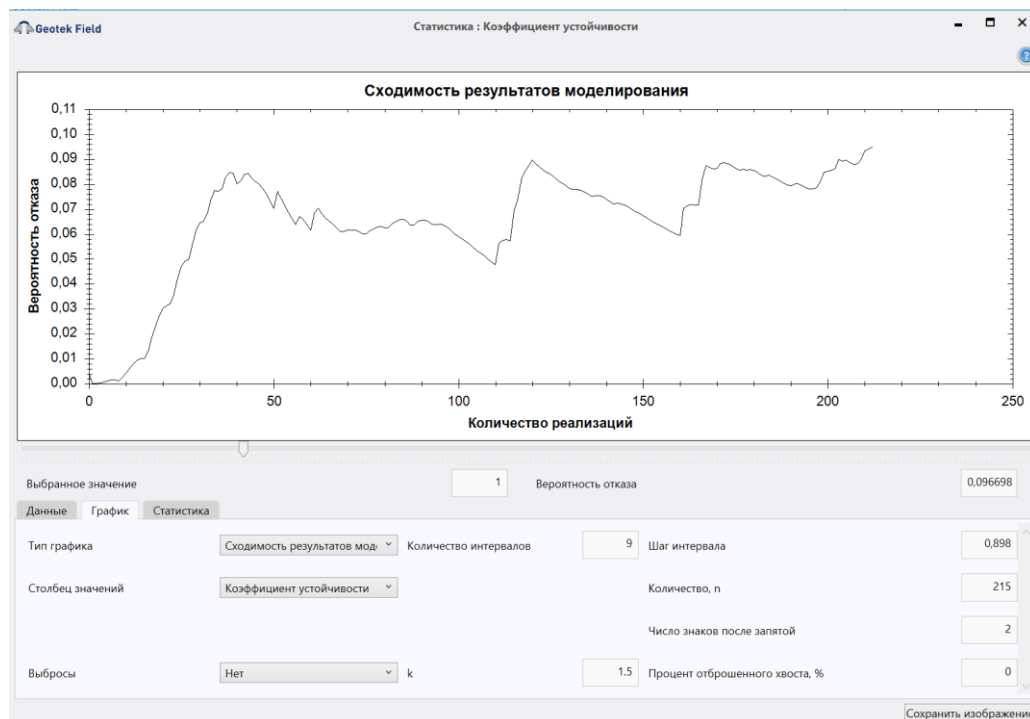 Geotek Field
Статистика : Коэффициент устойчивости
?
Сходимость результатов моделирования
Вероятность отказа
0,11
0,10
0,09
0,08
0,07
0,06
0,05
0,04
0,03
0,02
0,01
0,00
0 50 100 150 200 250
Количество реализаций
Выбранное значение 1 Вероятность отказа 0,096698
Данные График Статистика
Тип графика Сходимость результатов мод Количество интервалов 9 Шаг интервала 0,898
Столбец значений Коэффициент устойчивости Количество, n 215
Число знаков после запятой 2
Выбросы Нет k 1.5 Процент отброшенного хвоста, % 0
Сохранить изображение